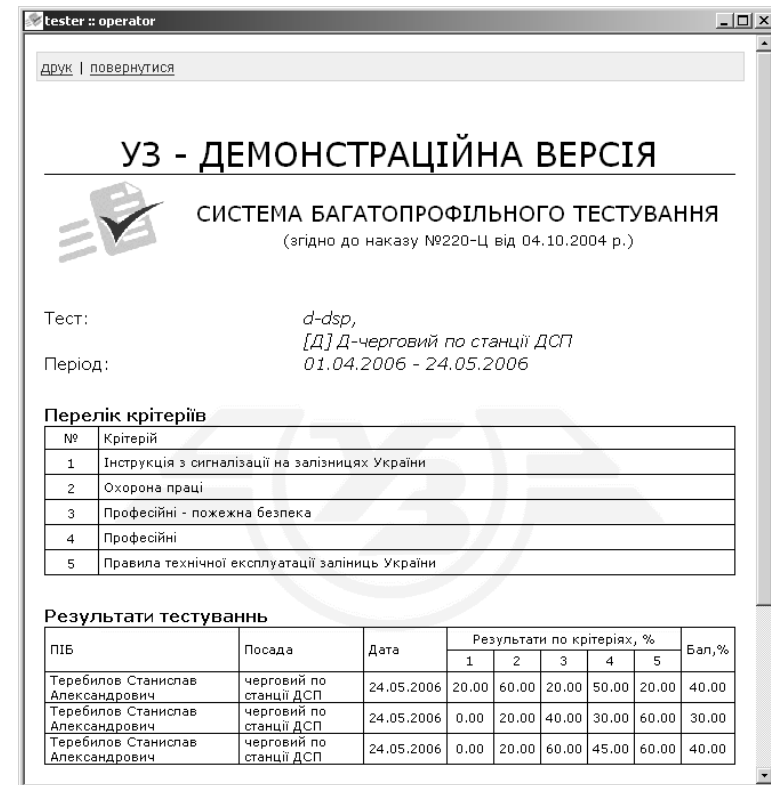 tester :: operator
друк | повернутися
УЗ - ДЕМОНСТРАЦІЙНА ВЕРСІЯ
СИСТЕМА БАГАТОПРОФІЛЬНОГО ТЕСТУВАННЯ
(згідно до наказу №220-Ц від 04.10.2004 р.)
Тест: d-dsp,
[Д] Д-черговий по станції ДСП
Період: 01.04.2006 - 24.05.2006
Перелік крітеріїв
№ Крітерій
1 Інструкція з сигналізації на залізницях України
2 Охорона праці
3 Професійні - пожежна безпека
4 Професійні
5 Правила технічної експлуатації залінић України
Результати тестуваннь
ПІБ Посада Дата Результати по крітеріях, % Бал,%
1 2 3 4 5
Теребилов Станислав Александрович черговий по станції ДСП 24.05.2006 20.00 60.00 20.00 50.00 20.00 40.00
Теребилов Станислав Александрович черговий по станції ДСП 24.05.2006 0.00 20.00 40.00 30.00 60.00 30.00
Теребилов Станислав Александрович черговий по станції ДСП 24.05.2006 0.00 20.00 60.00 45.00 60.00 40.00